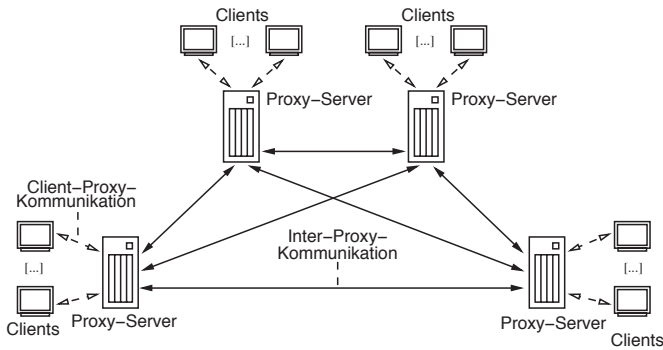 Clients
[...]
Clients
[...]
Proxy–Server
Proxy–Server
Client–Proxy–
Kommunikation
Inter–Proxy–
Kommunikation
[...]
[...]
Clients
Proxy–Server
Proxy–Server
Clients